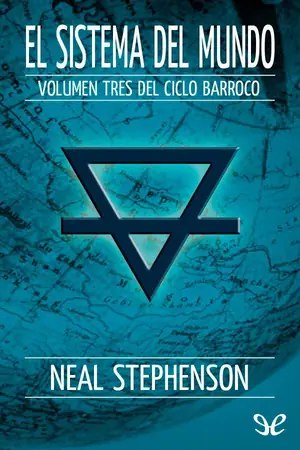 EL SISTEMA DEL MUNDO
VOLUMEN TRES DEL CICLO BARROCO
NEAL STEPHENSON